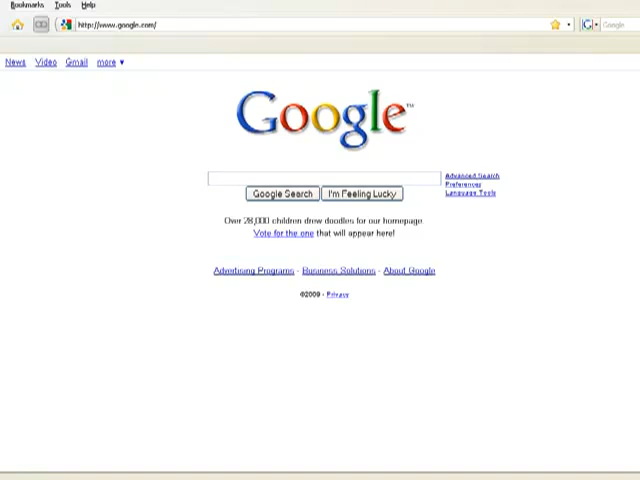 Bookmarks Tools Help
http://www.google.com/
Google
News Video Gmail more ▼
Google™
Advanced Search
Preferences
Language Tools
Google Search I'm Feeling Lucky
Over 28,000 children drew doodles for our homepage.
Vote for the one that will appear here!
Advertising Programs - Business Solutions - About Google
©2009 - Privacy